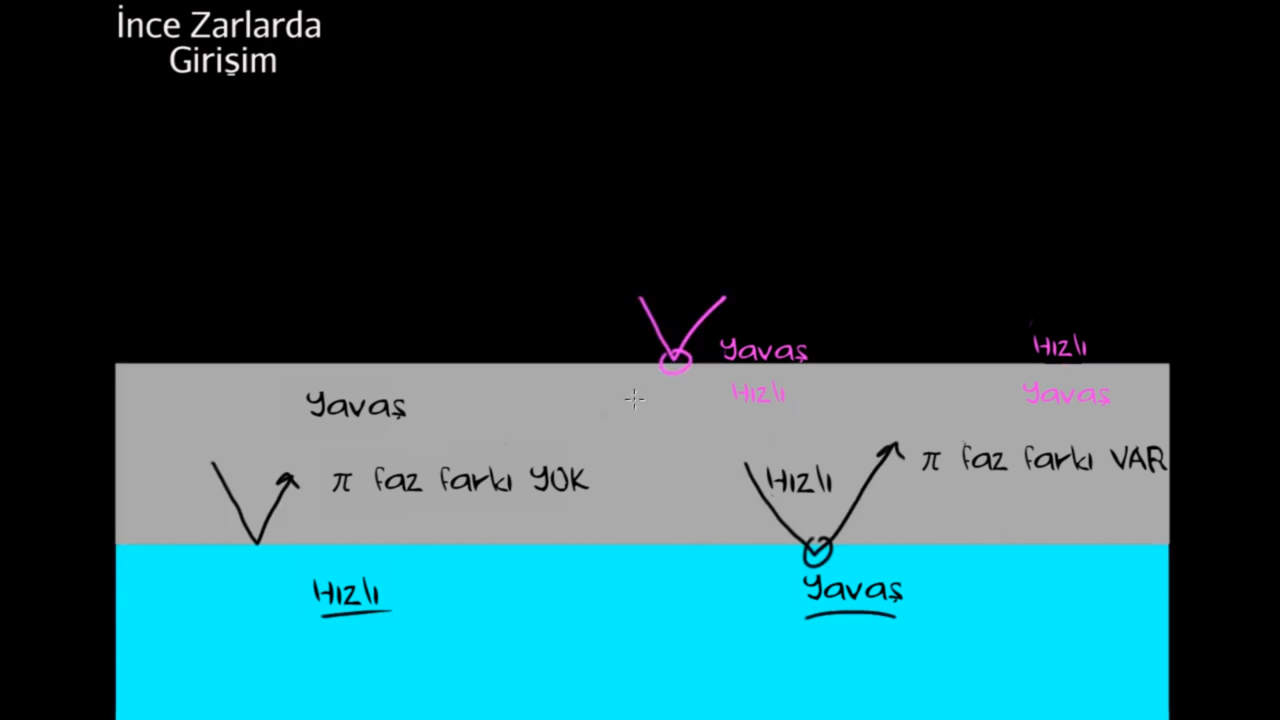 İnce Zarlarda
Girişim
Yavaş
Hızlı
Hızlı
Yavaş
Yavaş
π faz farkı YOK
Hızlı
π faz farkı VAR
Hızlı
Yavaş